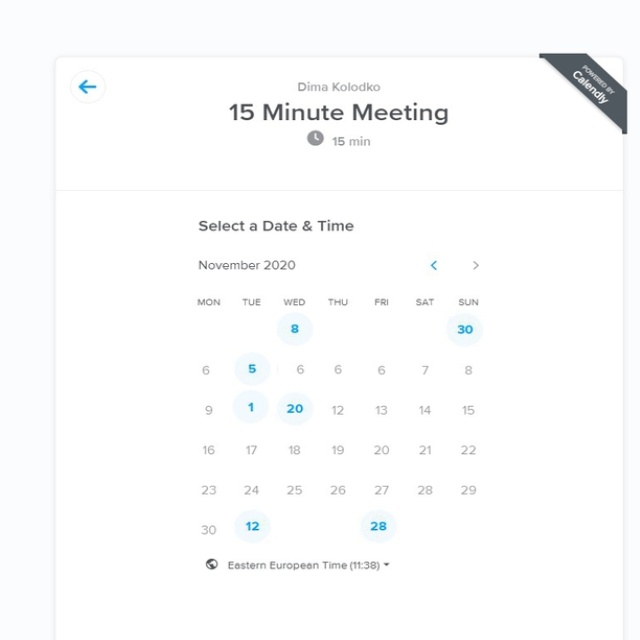 POWERED BY
Calendly
Dima Kolodko
15 Minute Meeting
15 min
Select a Date & Time
November 2020
MON TUE WED THU FRI SAT SUN
8 30
6 5 6 6 6 7 8
9 1 20 12 13 14 15
16 17 18 19 20 21 22
23 24 25 26 27 28 29
30 12 28
Eastern European Time (11:38)